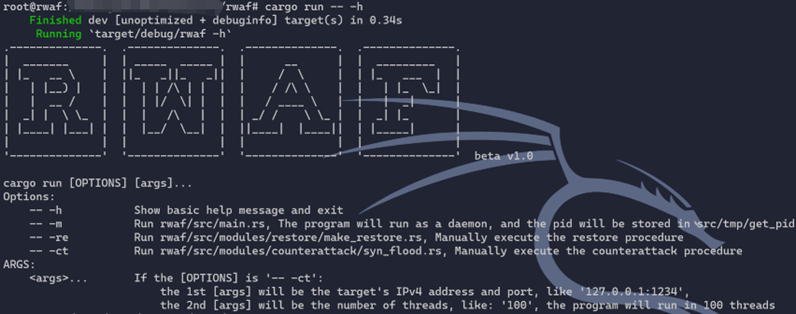 root@rwaf: /rwaf# cargo run -- -h
Finished dev [unoptimized + debuginfo] target(s) in 0.34s
Running `target/debug/rwaf -h`
RWAF
beta v1.0
cargo run [OPTIONS] [args]...
Options:
-- -h Show basic help message and exit
-- -m Run rwaf/src/main.rs, The program will run as a daemon, and the pid will be stored in src/tmp/get_pid
-- -re Run rwaf/src/modules/restore/make_restore.rs, Manually execute the restore procedure
-- -ct Run rwaf/src/modules/counterattack/syn_flood.rs, Manually execute the counterattack procedure
ARGS:
<args>... If the [OPTIONS] is '-- -ct':
the 1st [args] will be the target's IPv4 address and port, like '127.0.0.1:1234',
the 2nd [args] will be the number of threads, like: '100', the program will run in 100 threads